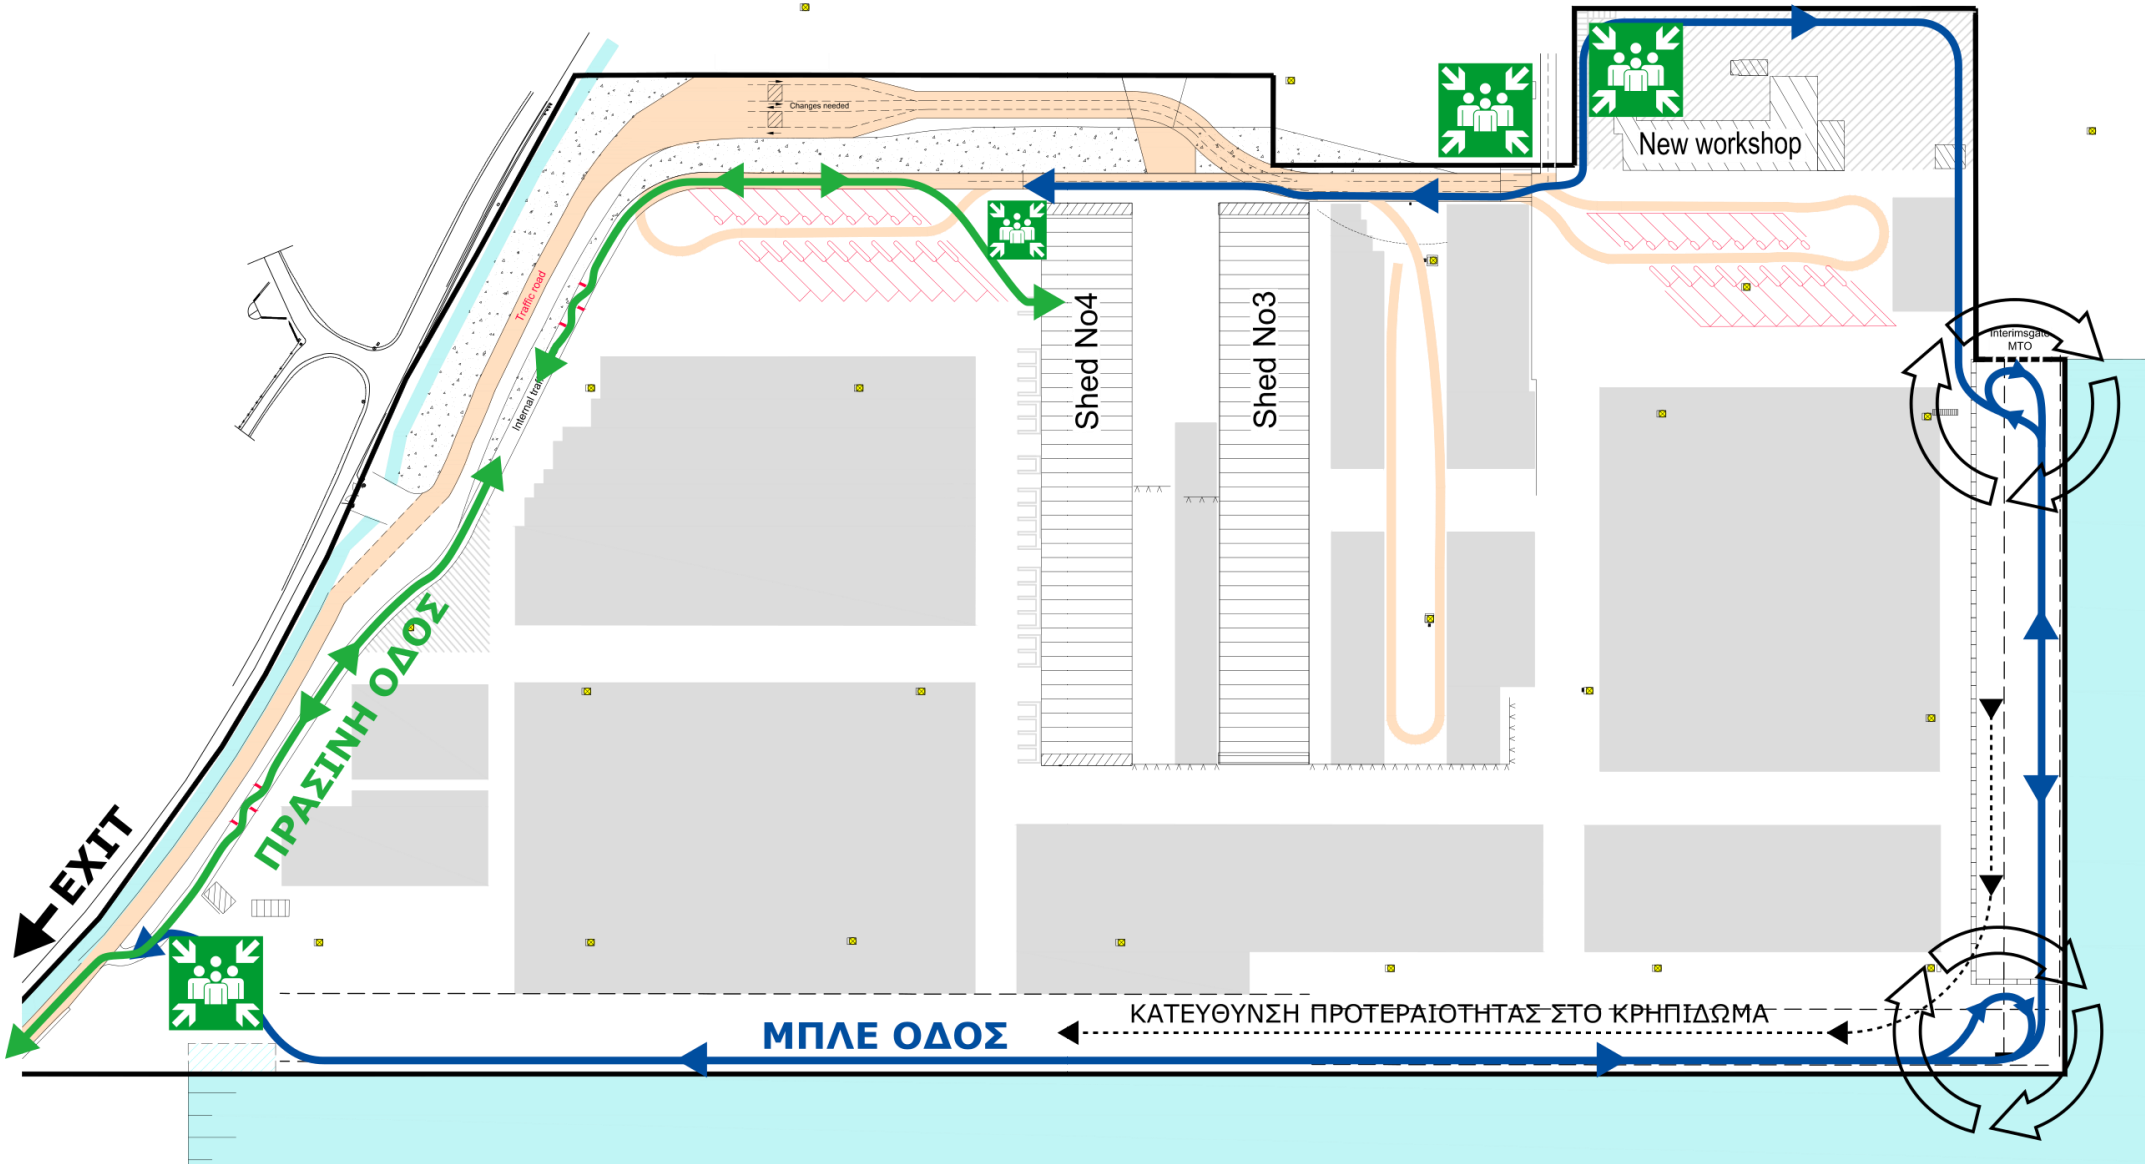 Changes needed
New workshop
Traffic road
Shed No4
Shed No3
Interimsgate
MTO
Internal
ΠΡΑΣΙΝΗ ΟΔΟΣ
EXIT
ΚΑΤΕΥΘΥΝΣΗ ΠΡΟΤΕΡΑΙΟΤΗΤΑΣ ΣΤΟ ΚΡΗΠΙΔΩΜΑ
ΜΠΛΕ ΟΔΟΣ